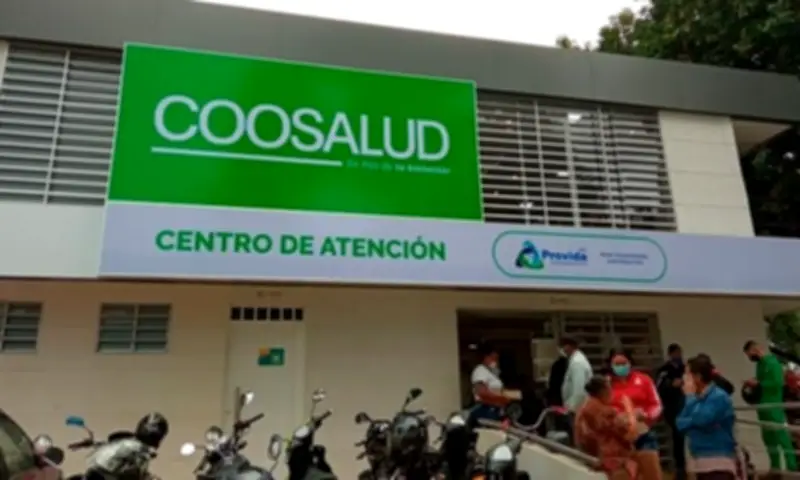 COOSALUD
CENTRO DE ATENCIÓN
Provida